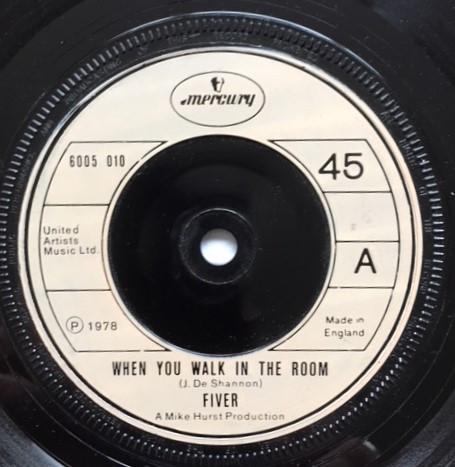 mercury
6005 010
45
United
Artists
Music Ltd.
A
℗ 1978
Made in
England
WHEN YOU WALK IN THE ROOM
(J. De Shannon)
FIVER
A Mike Hurst Production